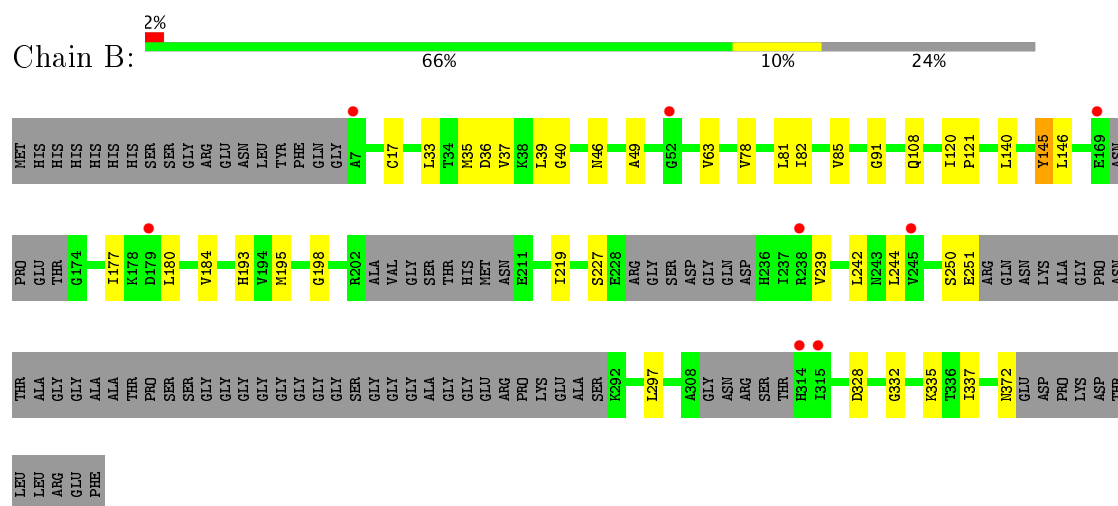 2%
Chain B:
66% 10% 24%
MET HIS HIS HIS HIS HIS HIS SER SER GLY ARG GLU ASN LEU TYR PHE GLN GLY A7 C17 L33 T34 M35 D36 V37 K38 L39 G40 N46 A49 G52 V63 V78 L81 I82 V85 G91 Q108 I120 P121 L140 Y145 L146 E169 ASN
PRO GLU THR G174 I177 K178 D179 L180 V184 H193 V194 M195 G198 R202 ALA VAL GLY SER THR HIS MET ASN E211 I219 S227 E228 ARG GLY SER ASP GLY GLN ASP H236 I237 R238 V239 L242 N243 L244 V245 S250 E251 ARG GLN ASN LYS ALA GLY PRO ASN
THR ALA GLY GLY ALA ALA THR PRO SER SER GLY GLY GLY GLY GLY GLY GLY GLY SER GLY GLY GLY ALA GLY GLY GLU ARG PRO LYS GLU ALA SER K292 L297 A308 GLY ASN ARG SER THR H314 I315 D328 G332 K335 T336 I337 N372 GLU ASP PRO LYS ASP THR
LEU LEU ARG GLU PHE